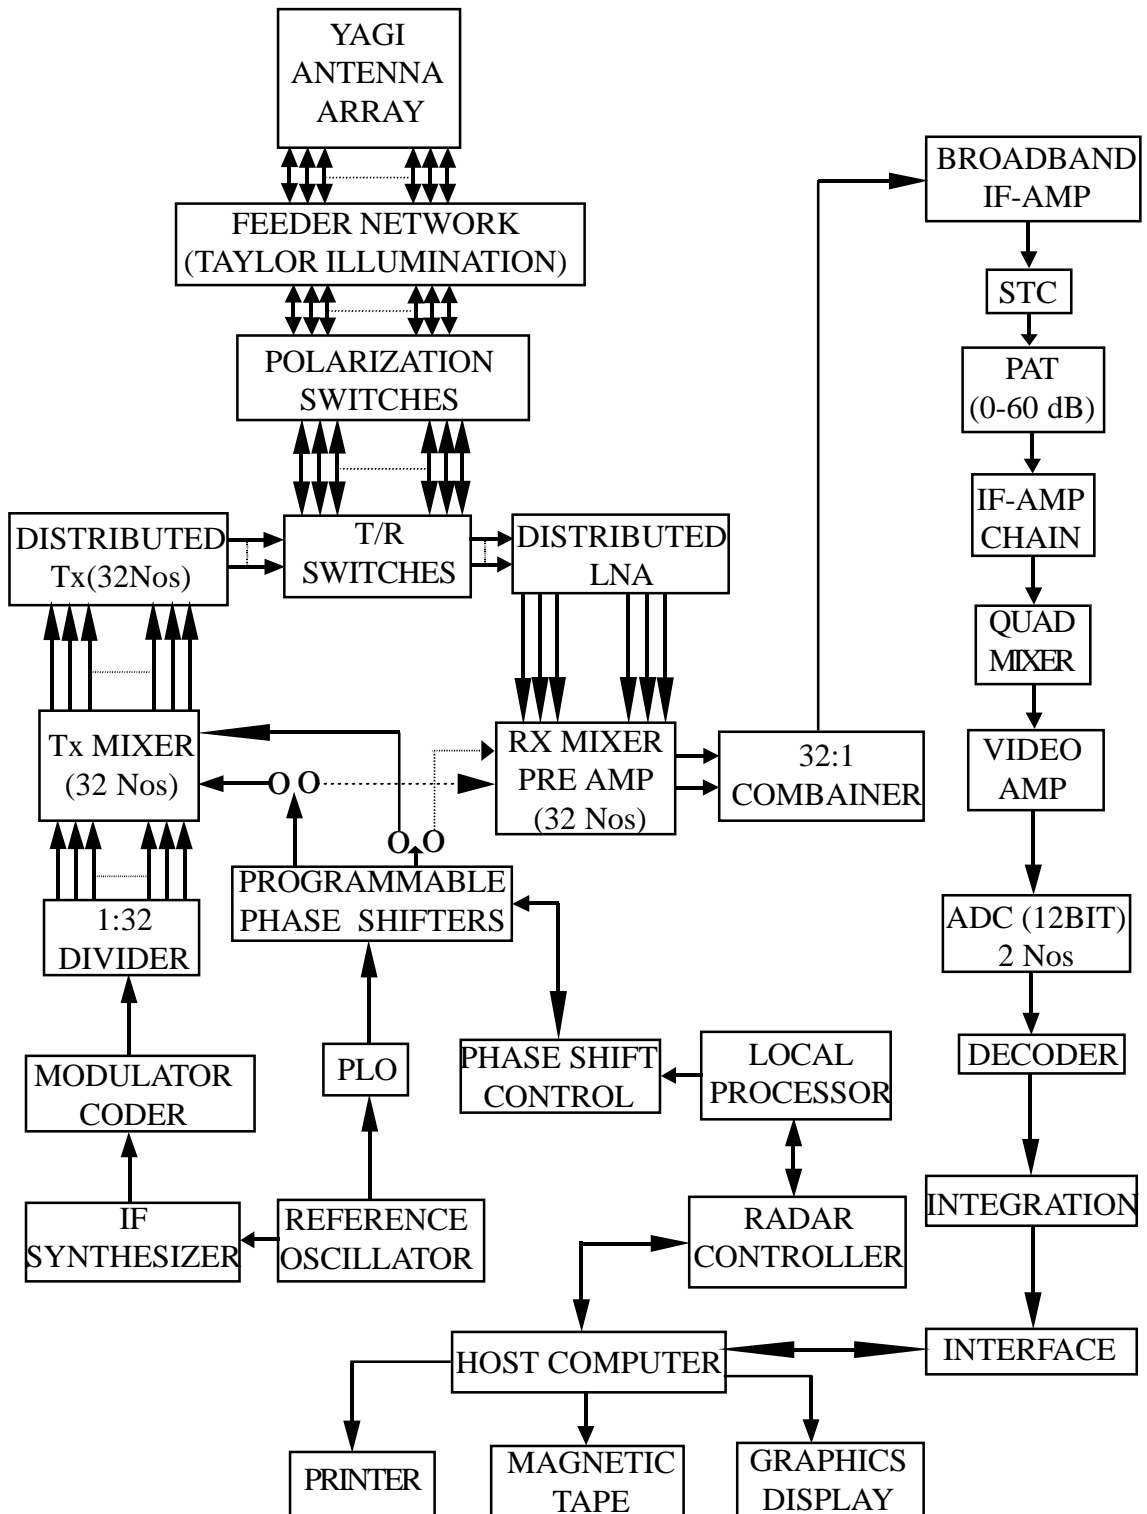 YAGI
ANTENNA
ARRAY
FEEDER NETWORK
(TAYLOR ILLUMINATION)
POLARIZATION
SWITCHES
DISTRIBUTED
Tx(32Nos)
T/R
SWITCHES
DISTRIBUTED
LNA
Tx MIXER
(32 Nos)
RX MIXER
PRE AMP
(32 Nos)
32:1
COMBAINER
O O
O O
PROGRAMMABLE
PHASE SHIFTERS
1:32
DIVIDER
PLO
MODULATOR
CODER
PHASE SHIFT
CONTROL
LOCAL
PROCESSOR
IF
SYNTHESIZER
REFERENCE
OSCILLATOR
RADAR
CONTROLLER
HOST COMPUTER
PRINTER
MAGNETIC
TAPE
GRAPHICS
DISPLAY
BROADBAND
IF-AMP
STC
PAT
(0-60 dB)
IF-AMP
CHAIN
QUAD
MIXER
VIDEO
AMP
ADC (12BIT)
2 Nos
DECODER
INTEGRATION
INTERFACE